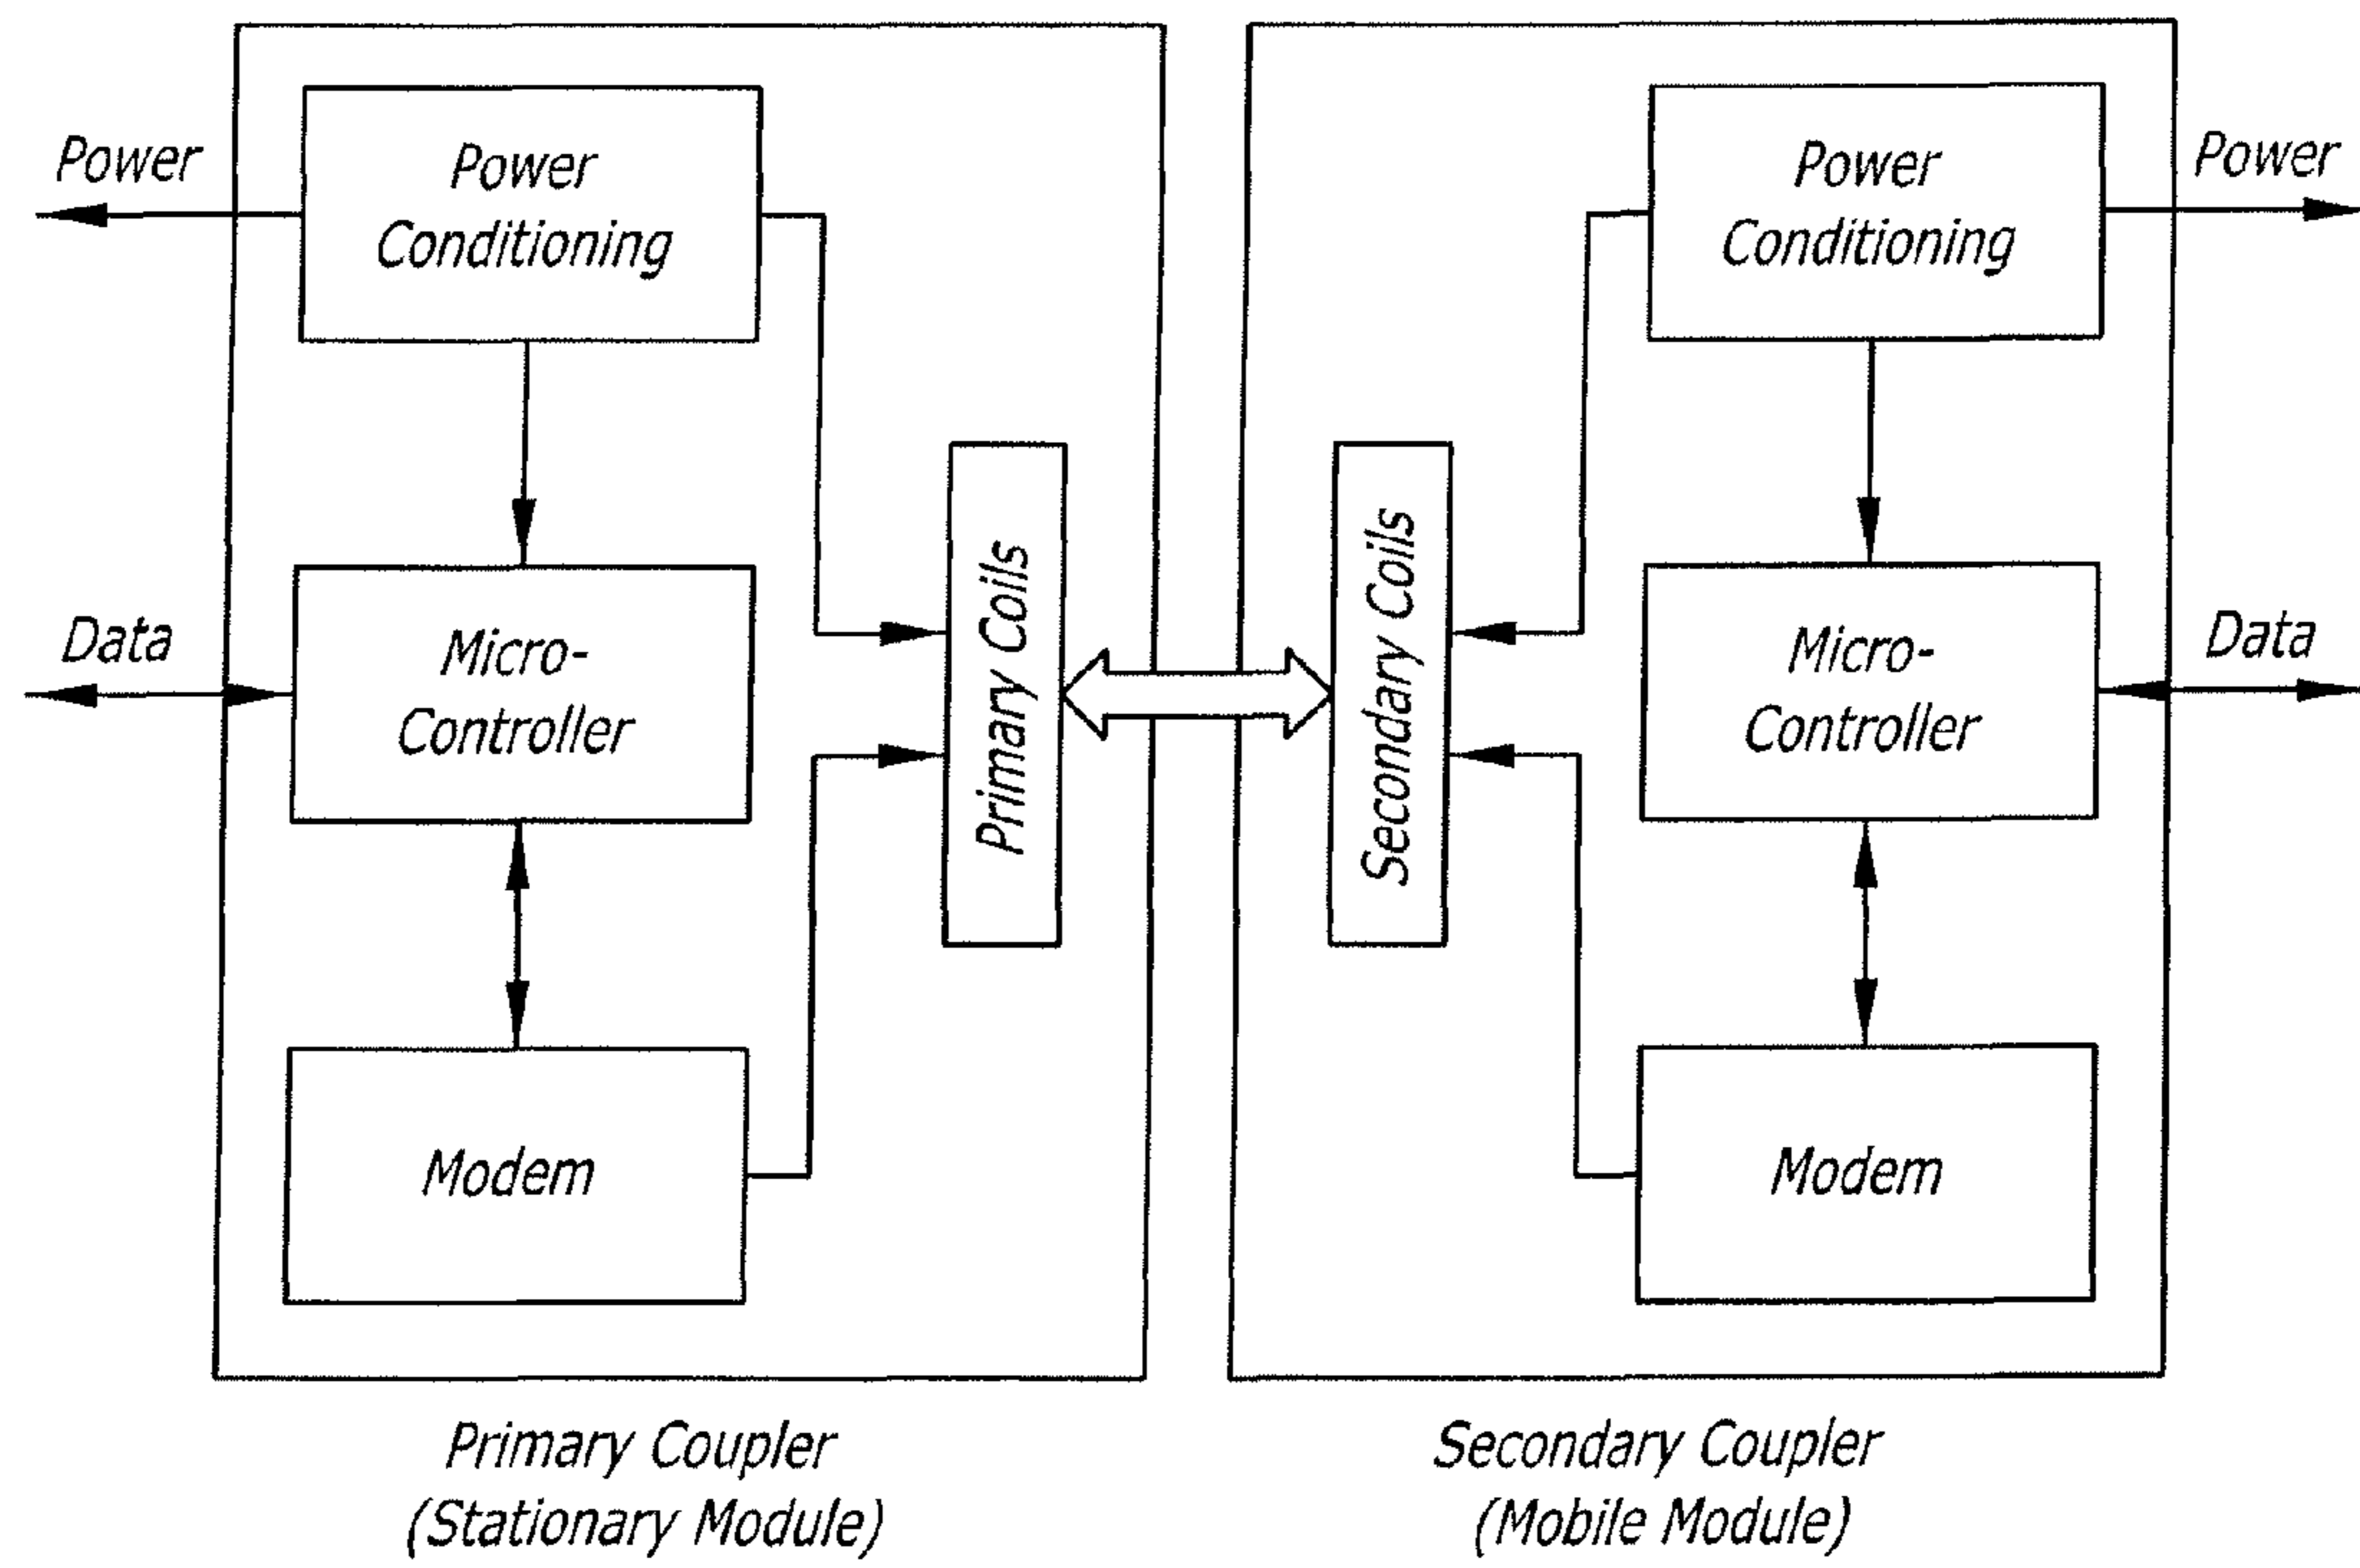 Power
Power
Conditioning
Data
Micro-
Controller
Primary Coils
Modem
Primary Coupler
(Stationary Module)
Power
Conditioning
Power
Secondary Coils
Micro-
Controller
Data
Modem
Secondary Coupler
(Mobile Module)